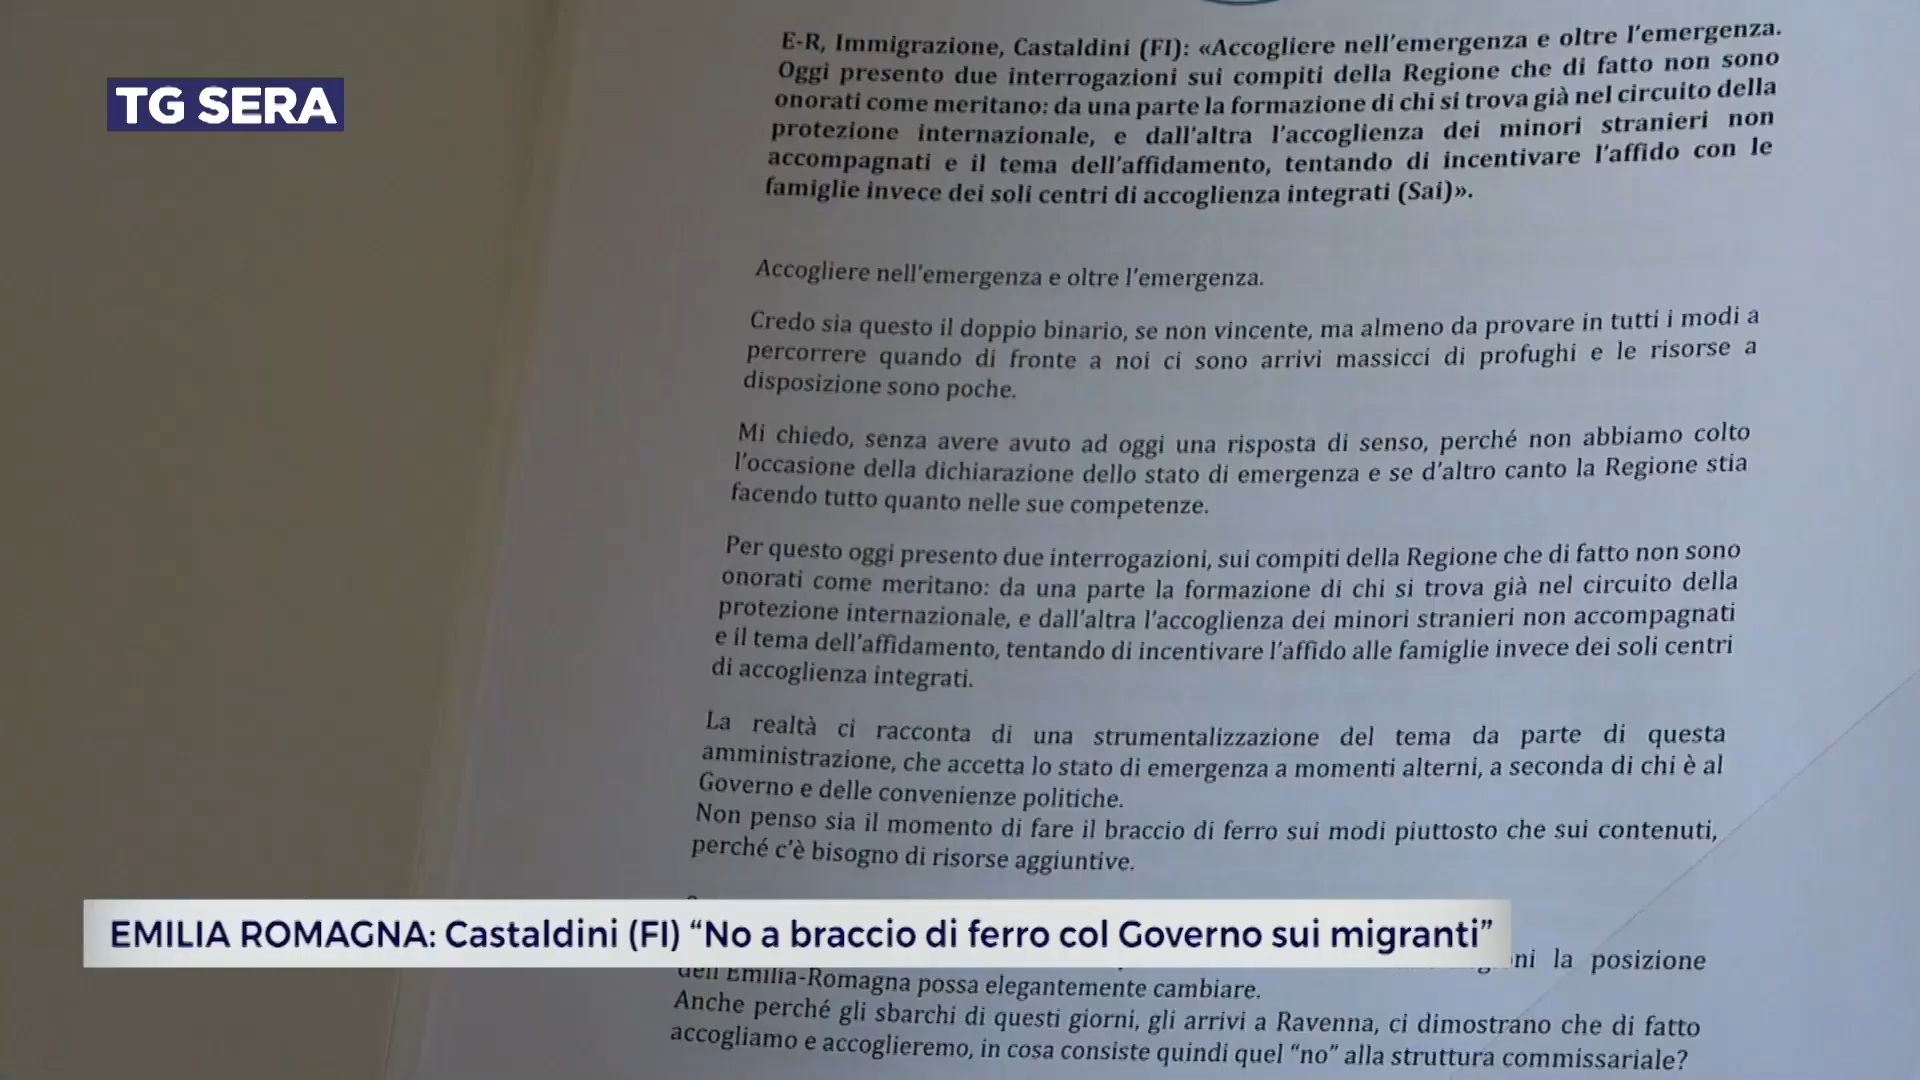 E-R, Immigrazione, Castaldini (FI): «Accogliere nell'emergenza e oltre l'emergenza.
Oggi presento due interrogazioni sui compiti della Regione che di fatto non sono
onorati come meritano: da una parte la formazione di chi si trova già nel circuito della
protezione internazionale, e dall'altra l'accoglienza dei minori stranieri non
accompagnati e il tema dell'affidamento, tentando di incentivare l'affido con le
famiglie invece dei soli centri di accoglienza integrati (Sai)».
TG SERA
Accogliere nell'emergenza e oltre l'emergenza.
Credo sia questo il doppio binario, se non vincente, ma almeno da provare in tutti i modi a
percorrere quando di fronte a noi ci sono arrivi massicci di profughi e le risorse a
disposizione sono poche.
Mi chiedo, senza avere avuto ad oggi una risposta di senso, perché non abbiamo colto
l'occasione della dichiarazione dello stato di emergenza e se d'altro canto la Regione stia
facendo tutto quanto nelle sue competenze.
Per questo oggi presento due interrogazioni, sui compiti della Regione che di fatto non sono
onorati come meritano: da una parte la formazione di chi si trova già nel circuito della
protezione internazionale, e dall'altra l'accoglienza dei minori stranieri non accompagnati
e il tema dell'affidamento, tentando di incentivare l'affido alle famiglie invece dei soli centri
di accoglienza integrati.
La realtà ci racconta di una strumentalizzazione del tema da parte di questa
amministrazione, che accetta lo stato di emergenza a momenti alterni, a seconda di chi è al
Governo e delle convenienze politiche.
Non penso sia il momento di fare il braccio di ferro sui modi piuttosto che sui contenuti,
perché c'è bisogno di risorse aggiuntive.
EMILIA ROMAGNA: Castaldini (FI) “No a braccio di ferro col Governo sui migranti”
la posizione
dell'Emilia-Romagna possa elegantemente cambiare.
Anche perché gli sbarchi di questi giorni, gli arrivi a Ravenna, ci dimostrano che di fatto
accogliamo e accoglieremo, in cosa consiste quindi quel “no” alla struttura commissariale?